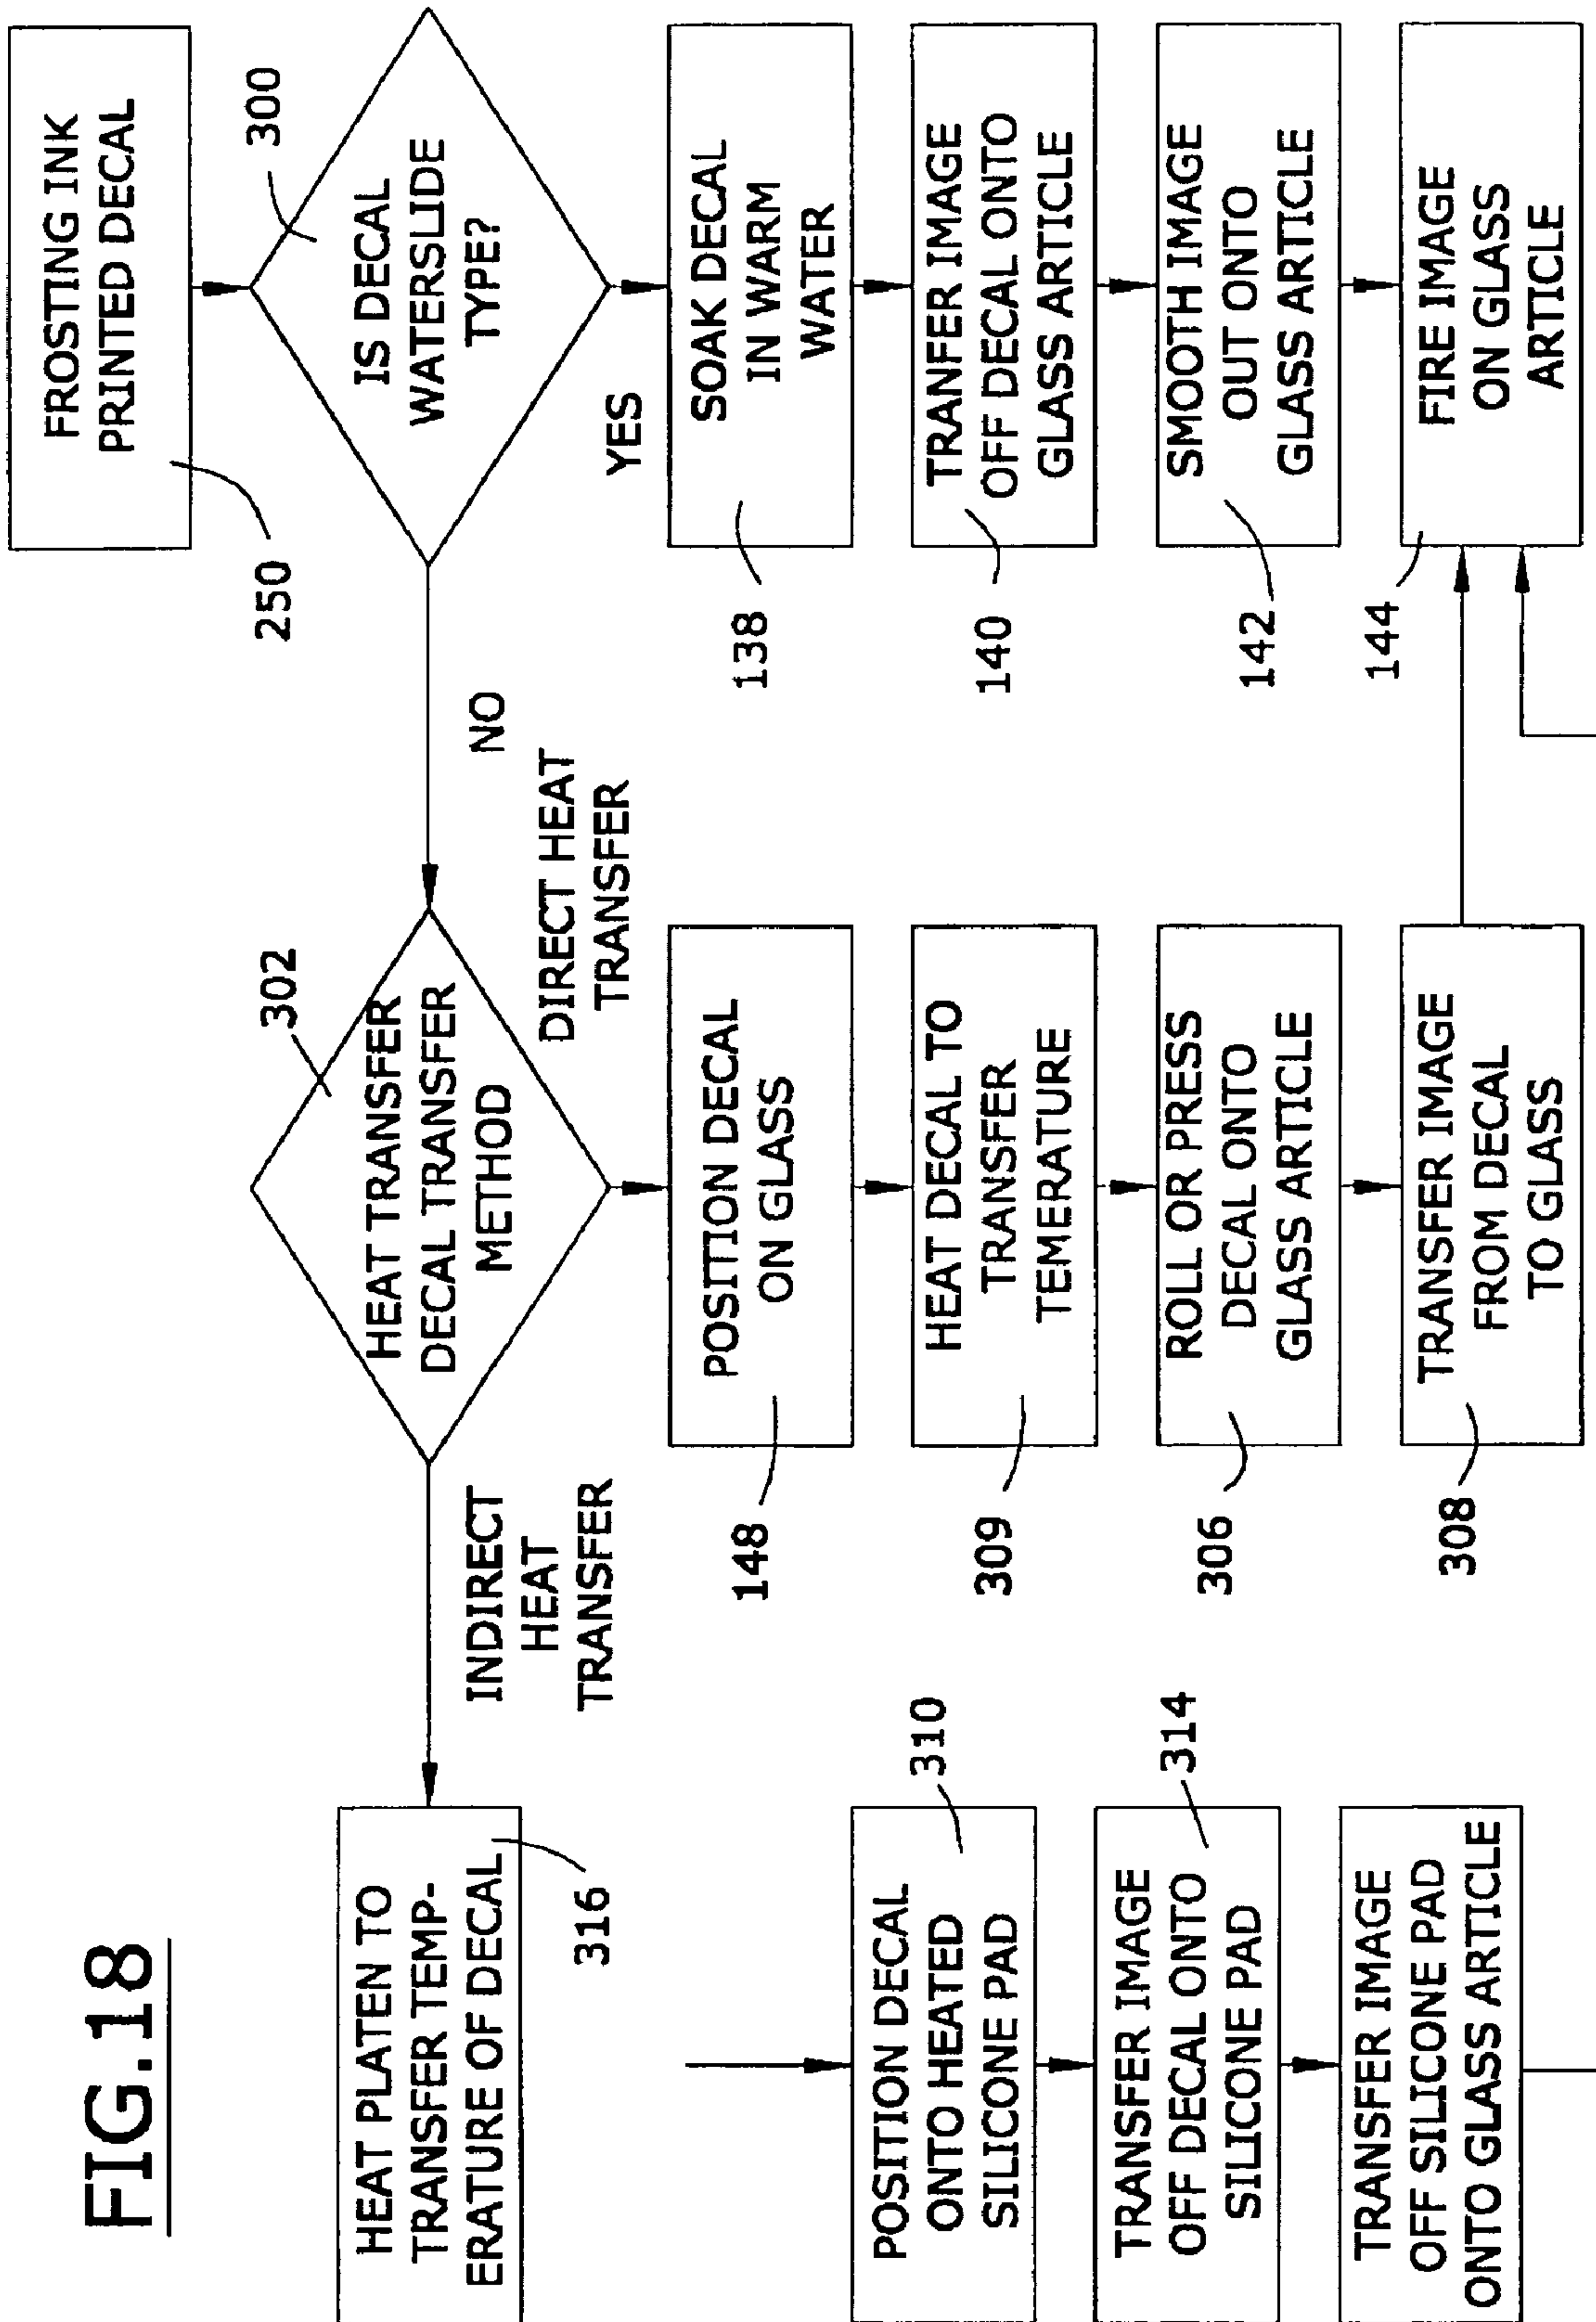 FIG.18
FROSTING INK
PRINTED DECAL
250
300
IS DECAL
WATERSLIDE
TYPE?
YES
NO
SOAK DECAL
IN WARM
WATER
138
TRANFER IMAGE
OFF DECAL ONTO
GLASS ARTICLE
140
SMOOTH IMAGE
OUT ONTO
GLASS ARTICLE
142
FIRE IMAGE
ON GLASS
ARTICLE
144
302
HEAT TRANSFER
DECAL TRANSFER
METHOD
DIRECT HEAT
TRANSFER
POSITION DECAL
ON GLASS
148
HEAT DECAL TO
TRANSFER
TEMERATURE
309
ROLL OR PRESS
DECAL ONTO
GLASS ARTICLE
306
TRANSFER IMAGE
FROM DECAL
TO GLASS
308
INDIRECT
HEAT
TRANSFER
HEAT PLATEN TO
TRANSFER TEMP-
ERATURE OF DECAL
316
POSITION DECAL
ONTO HEATED
SILICONE PAD
310
TRANSFER IMAGE
OFF DECAL ONTO
SILICONE PAD
314
TRANSFER IMAGE
OFF SILICONE PAD
ONTO GLASS ARTICLE